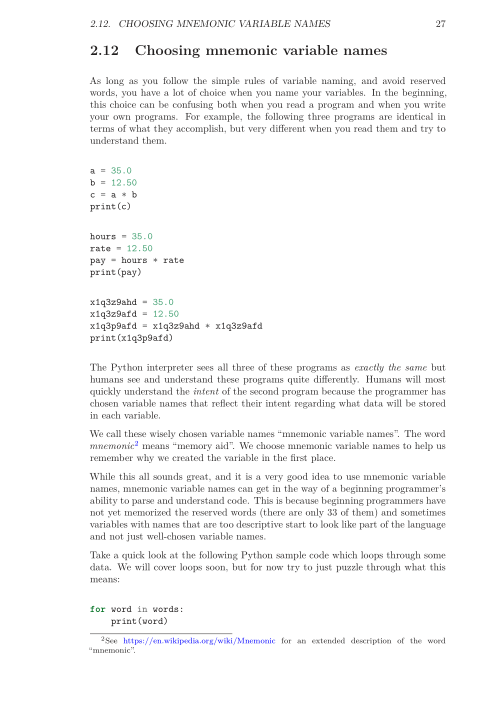 2.12. CHOOSING MNEMONIC VARIABLE NAMES 27
2.12 Choosing mnemonic variable names
As long as you follow the simple rules of variable naming, and avoid reserved
words, you have a lot of choice when you name your variables. In the beginning,
this choice can be confusing both when you read a program and when you write
your own programs. For example, the following three programs are identical in
terms of what they accomplish, but very different when you read them and try to
understand them.
a = 35.0
b = 12.50
c = a * b
print(c)
hours = 35.0
rate = 12.50
pay = hours * rate
print(pay)
x1q3z9ahd = 35.0
x1q3z9afd = 12.50
x1q3p9afd = x1q3z9ahd * x1q3z9afd
print(x1q3p9afd)
The Python interpreter sees all three of these programs as exactly the same but
humans see and understand these programs quite differently. Humans will most
quickly understand the intent of the second program because the programmer has
chosen variable names that reflect their intent regarding what data will be stored
in each variable.
We call these wisely chosen variable names “mnemonic variable names”. The word
mnemonic2 means “memory aid”. We choose mnemonic variable names to help us
remember why we created the variable in the first place.
While this all sounds great, and it is a very good idea to use mnemonic variable
names, mnemonic variable names can get in the way of a beginning programmer’s
ability to parse and understand code. This is because beginning programmers have
not yet memorized the reserved words (there are only 33 of them) and sometimes
variables with names that are too descriptive start to look like part of the language
and not just well-chosen variable names.
Take a quick look at the following Python sample code which loops through some
data. We will cover loops soon, but for now try to just puzzle through what this
means:
for word in words:
    print(word)
2See https://en.wikipedia.org/wiki/Mnemonic for an extended description of the word
“mnemonic”.